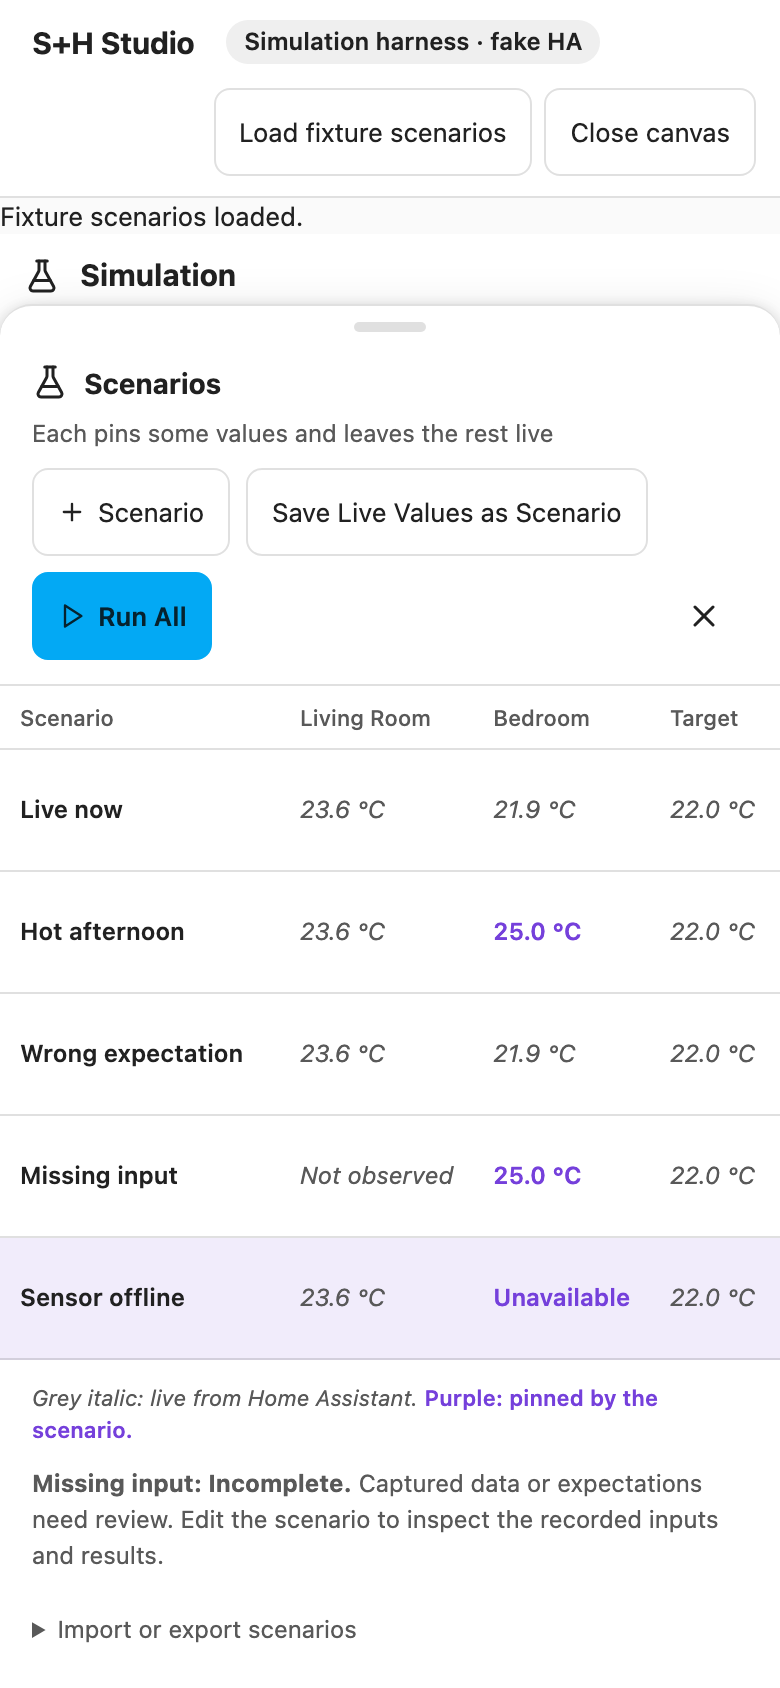 S+H Studio
Simulation harness · fake HA
Load fixture scenarios
Close canvas
Fixture scenarios loaded.
Simulation
Scenarios
Each pins some values and leaves the rest live
+ Scenario
Save Live Values as Scenario
Run All
Scenario Living Room Bedroom Target
Live now 23.6 °C 21.9 °C 22.0 °C
Hot afternoon 23.6 °C 25.0 °C 22.0 °C
Wrong expectation 23.6 °C 21.9 °C 22.0 °C
Missing input Not observed 25.0 °C 22.0 °C
Sensor offline 23.6 °C Unavailable 22.0 °C
Grey italic: live from Home Assistant. Purple: pinned by the
scenario.
Missing input: Incomplete. Captured data or expectations
need review. Edit the scenario to inspect the recorded inputs
and results.
Import or export scenarios